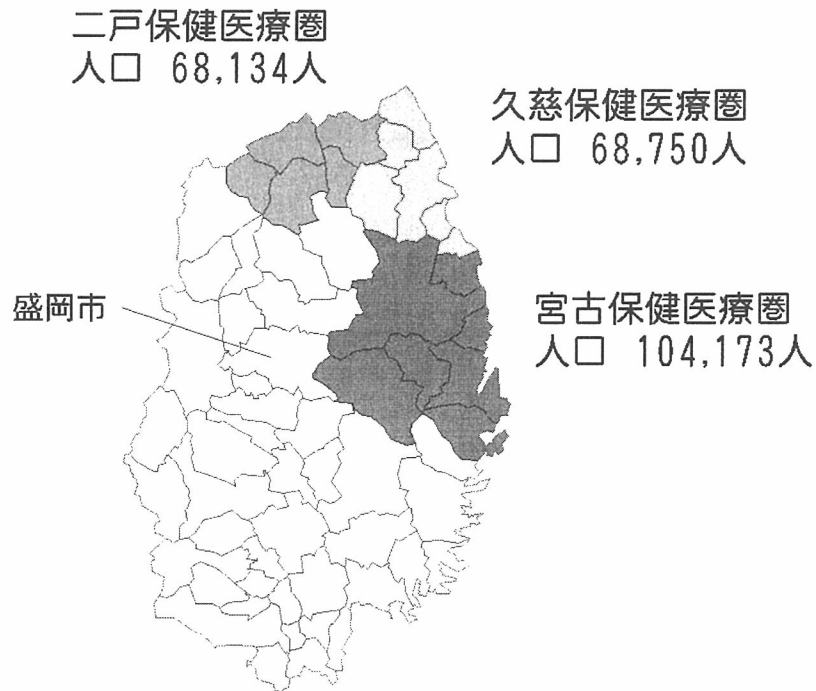 二戸保健医療圏
人口 68,134人
久慈保健医療圏
人口 68,750人
盛岡市
宮古保健医療圏
人口 104,173人